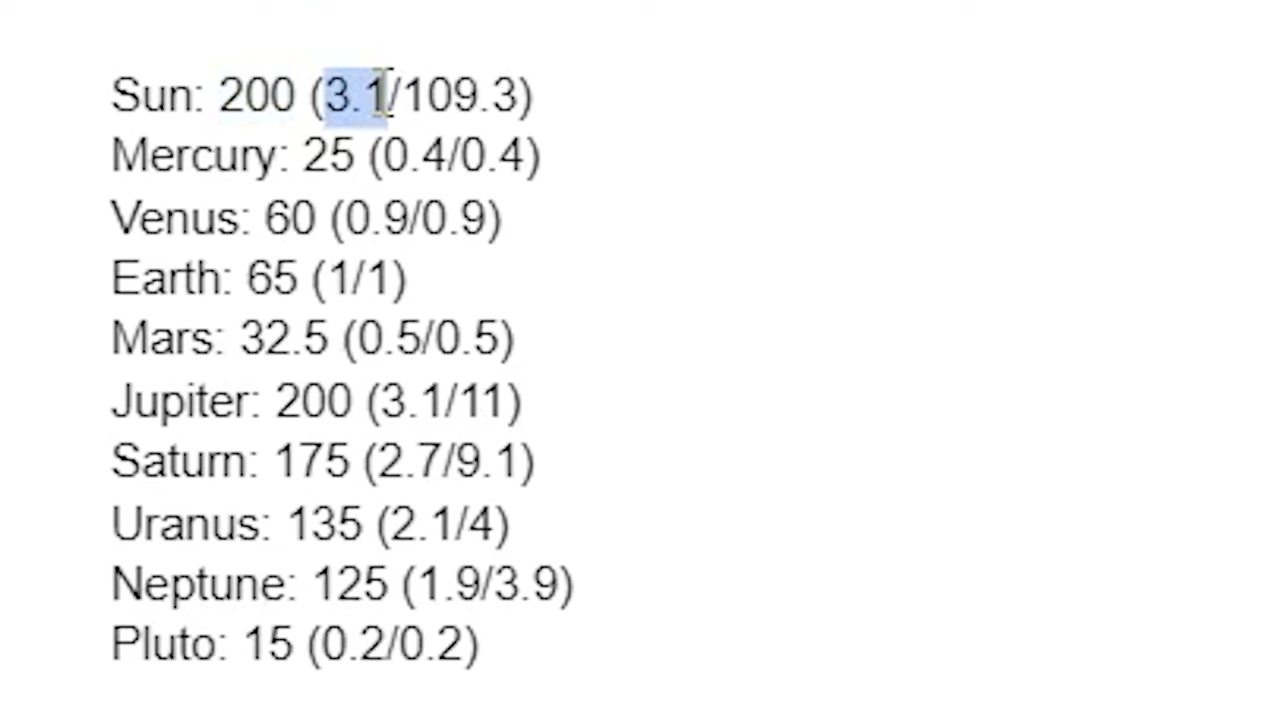 Sun: 200 (3.1/109.3)
Mercury: 25 (0.4/0.4)
Venus: 60 (0.9/0.9)
Earth: 65 (1/1)
Mars: 32.5 (0.5/0.5)
Jupiter: 200 (3.1/11)
Saturn: 175 (2.7/9.1)
Uranus: 135 (2.1/4)
Neptune: 125 (1.9/3.9)
Pluto: 15 (0.2/0.2)